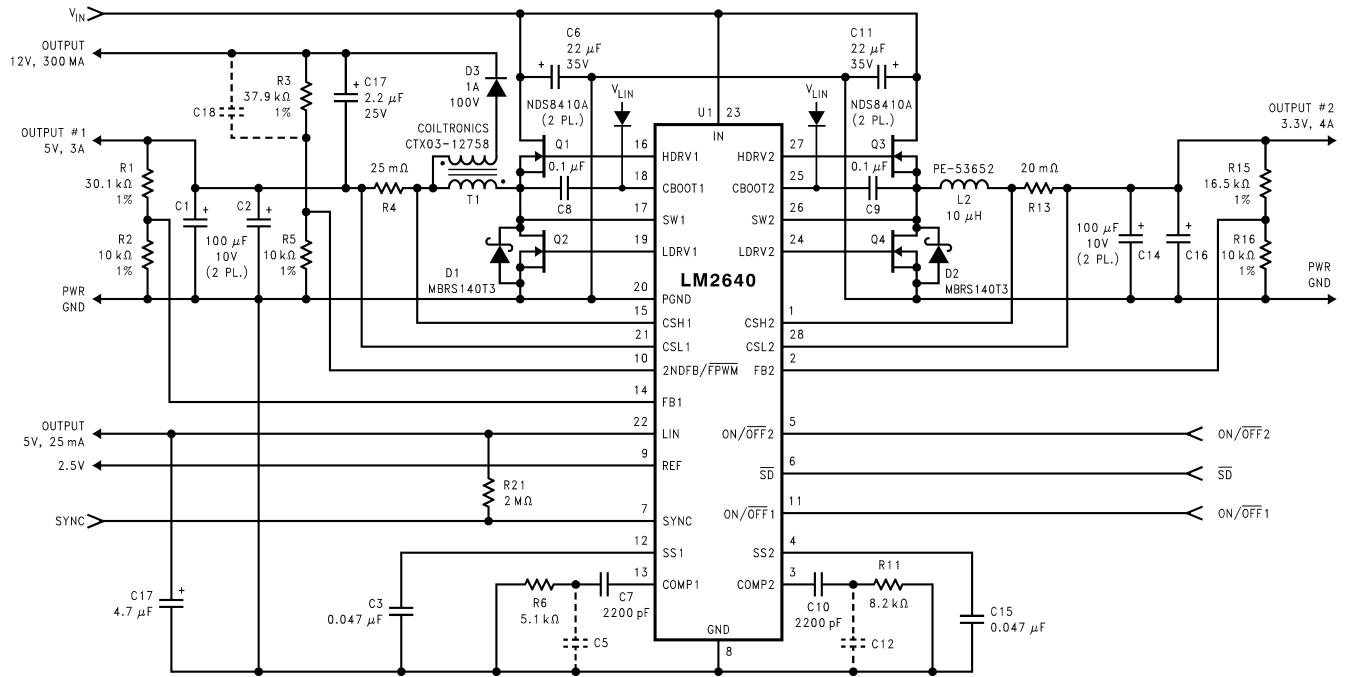 VIN
OUTPUT
12V, 300 MA
C6
22 μF
35V
+
C11
22 μF
35V
+
R3
37.9 kΩ
1%
C18
+ C17
2.2 μF
25V
D3
1A
100V
NDS8410A
(2 PL.)
VLIN
U1
23
IN
VLIN
NDS8410A
(2 PL.)
OUTPUT #2
3.3V, 4A
OUTPUT #1
5V, 3A
COILTRONICS
CTX03-12758
Q1
16
HDRV1
HDRV2
27
Q3
R1
30.1 kΩ
1%
25 mΩ
R4
T1
0.1 μF
C8
18
CBOOT1
CBOOT2
25
0.1 μF
C9
PE-53652
L2
10 μH
20 mΩ
R13
R15
16.5 kΩ
1%
C1
+
C2
+
100 μF
10V
(2 PL.)
17
SW1
SW2
26
100 μF
10V
(2 PL.)
+
C14
+
C16
R2
10 kΩ
1%
R5
10 kΩ
1%
Q2
19
LDRV1
LDRV2
24
Q4
R16
10 kΩ
1%
D1
MBRS140T3
LM2640
D2
MBRS140T3
PWR
GND
20
PGND
PWR
GND
15
CSH1
CSH2
1
21
CSL1
CSL2
28
10
2NDFB/FPWM
FB2
2
14
FB1
OUTPUT
5V, 25 mA
22
LIN
ON/OFF2
5
ON/OFF2
2.5V
9
REF
SD
6
SD
R21
2 MΩ
SYNC
7
SYNC
ON/OFF1
11
ON/OFF1
12
SS1
SS2
4
13
COMP1
COMP2
3
C17
4.7 μF
+
C3
0.047 μF
R6
5.1 kΩ
C7
2200 pF
C5
C10
2200 pF
R11
8.2 kΩ
C12
C15
0.047 μF
GND
8